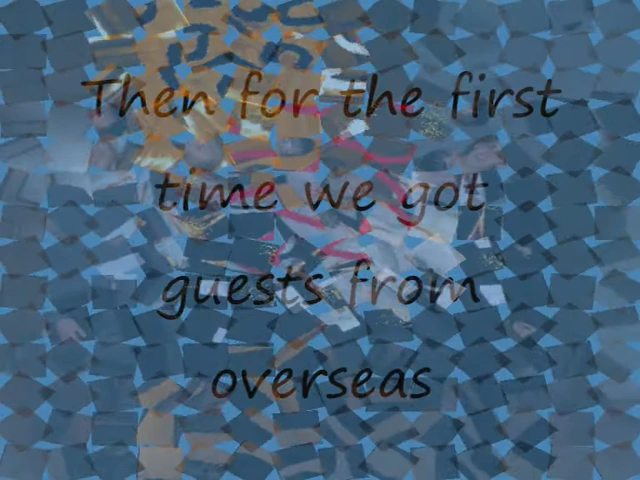 Then for the first
time we got
guests from
overseas